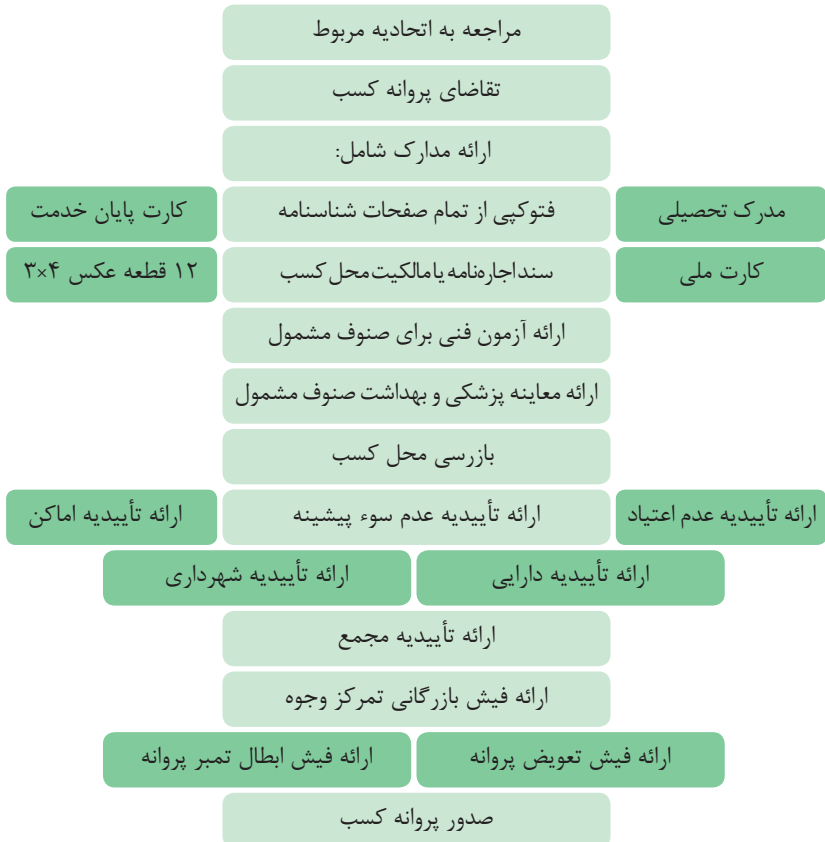 مراجعه به اتحادیه مربوط
تقاضای پروانه کسب
ارائه مدارک شامل:
مدرک تحصیلی
فتوکپی از تمام صفحات شناسنامه
کارت پایان خدمت
کارت ملی
سند اجاره‌نامه یا مالکیت محل کسب
۱۲ قطعه عکس ۴×۳
ارائه آزمون فنی برای صنوف مشمول
ارائه معاینه پزشکی و بهداشت صنوف مشمول
بازرسی محل کسب
ارائه تأییدیه عدم اعتیاد
ارائه تأییدیه عدم سوء پیشینه
ارائه تأییدیه اماکن
ارائه تأییدیه دارایی
ارائه تأییدیه شهرداری
ارائه تأییدیه مجمع
ارائه فیش بازرگانی تمرکز وجوه
ارائه فیش تعویض پروانه
ارائه فیش ابطال تمبر پروانه
صدور پروانه کسب